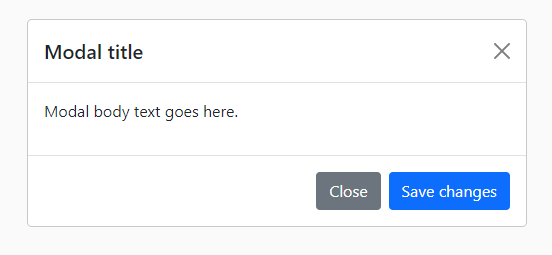 Modal title
Modal body text goes here.
Close
Save changes